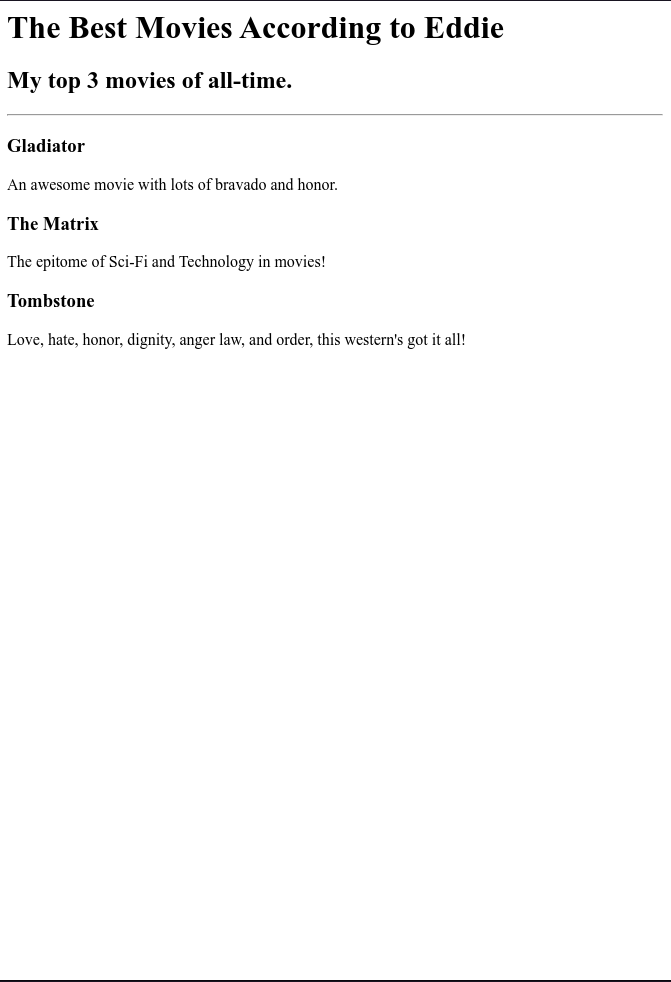 The Best Movies According to Eddie
My top 3 movies of all-time.
Gladiator
An awesome movie with lots of bravado and honor.
The Matrix
The epitome of Sci-Fi and Technology in movies!
Tombstone
Love, hate, honor, dignity, anger law, and order, this western's got it all!